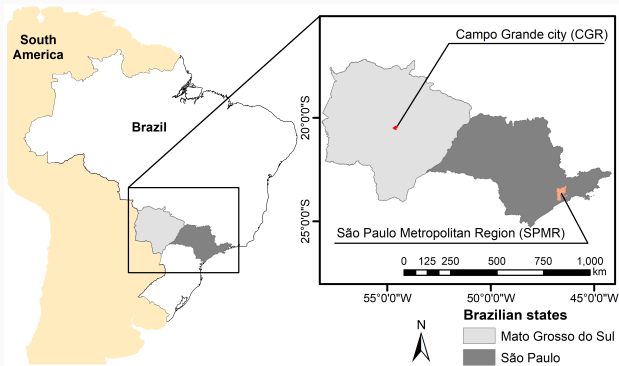 South
America
Brazil
Campo Grande city (CGR)
20°0'0"S
25°0'0"S
São Paulo Metropolitan Region (SPMR)
0 125 250 500 750 1,000
km
55°0'0"W 50°0'0"W 45°0'0"W
Brazilian states
N
Mato Grosso do Sul
São Paulo